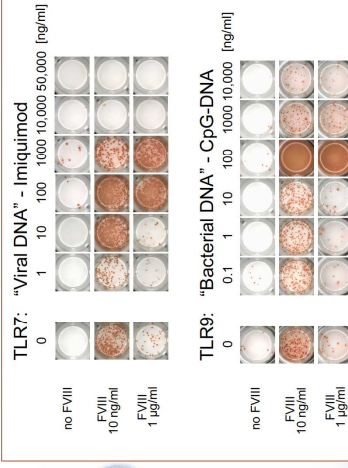 TLR7: "Viral DNA" - Imiquimod
0 1 10 100 1000 10,000 50,000 [ng/ml]
no FVIII
FVIII
10 ng/ml
FVIII
1 µg/ml
TLR9: "Bacterial DNA" - CpG-DNA
0 0.1 1 10 100 1000 10,000 [ng/ml]
no FVIII
FVIII
10 ng/ml
FVIII
1 µg/ml